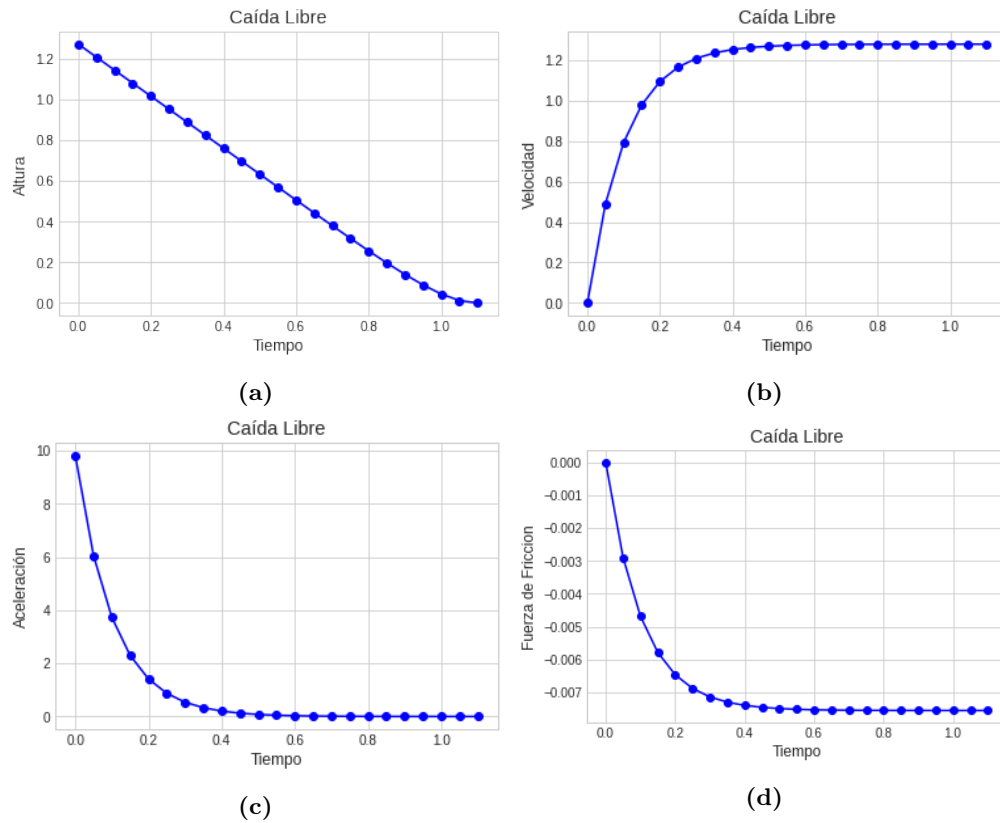 Caída Libre
Altura
1.2
1.0
0.8
0.6
0.4
0.2
0.0
0.0 0.2 0.4 0.6 0.8 1.0
Tiempo
(a)
Caída Libre
Velocidad
1.2
1.0
0.8
0.6
0.4
0.2
0.0
0.0 0.2 0.4 0.6 0.8 1.0
Tiempo
(b)
Caída Libre
Aceleración
10
8
6
4
2
0
0.0 0.2 0.4 0.6 0.8 1.0
Tiempo
(c)
Caída Libre
Fuerza de Friccion
0.000
−0.001
−0.002
−0.003
−0.004
−0.005
−0.006
−0.007
0.0 0.2 0.4 0.6 0.8 1.0
Tiempo
(d)